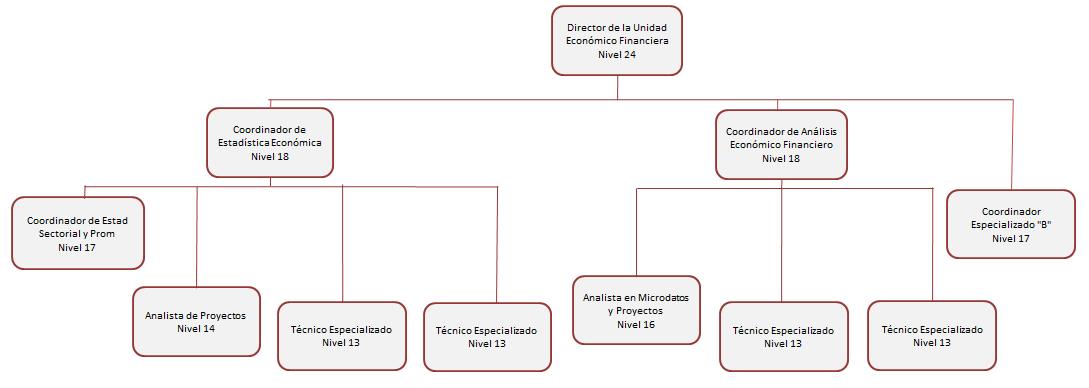 Director de la Unidad
Económico Financiera
Nivel 24
Coordinador de
Estadística Económica
Nivel 18
Coordinador de Análisis
Económico Financiero
Nivel 18
Coordinador de Estad
Sectorial y Prom
Nivel 17
Coordinador
Especializado "B"
Nivel 17
Analista de Proyectos
Nivel 14
Técnico Especializado
Nivel 13
Técnico Especializado
Nivel 13
Analista en Microdatos
y Proyectos
Nivel 16
Técnico Especializado
Nivel 13
Técnico Especializado
Nivel 13